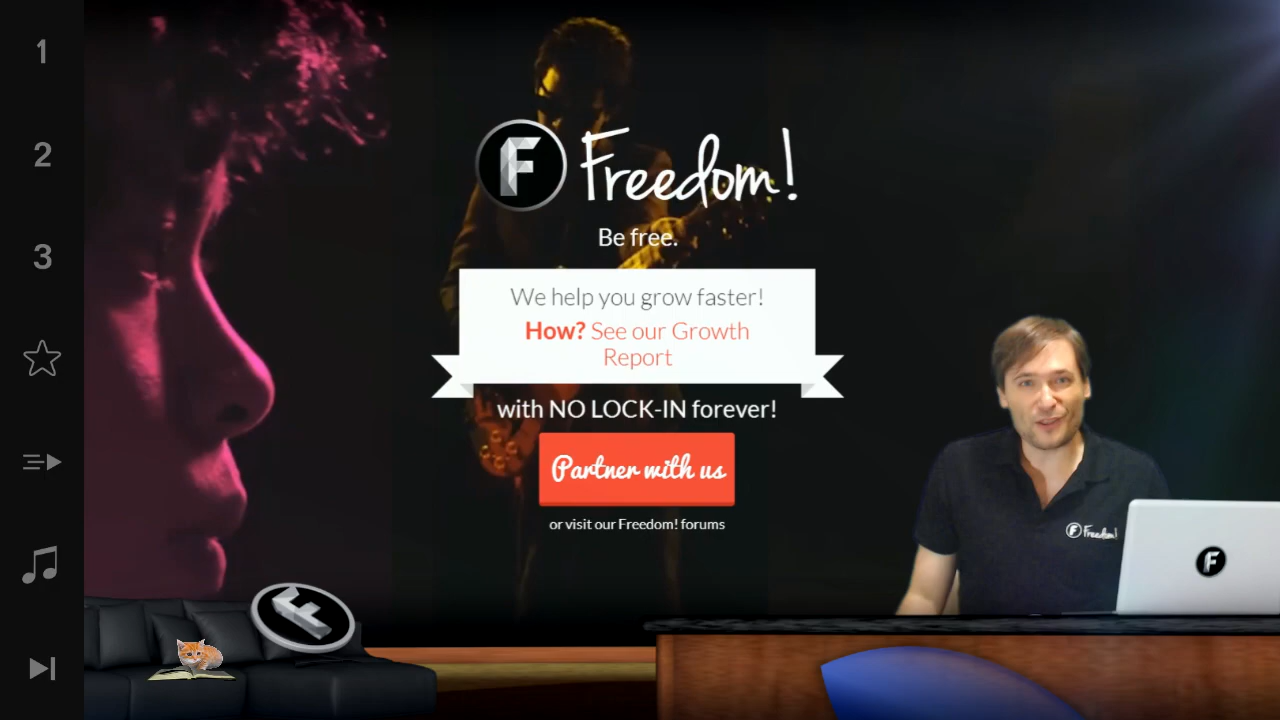 1
2
3
F Freedom!
Be free.
We help you grow faster!
How? See our Growth
Report
with NO LOCK-IN forever!
Partner with us
or visit our Freedom! forums
F Freedom!
F
F